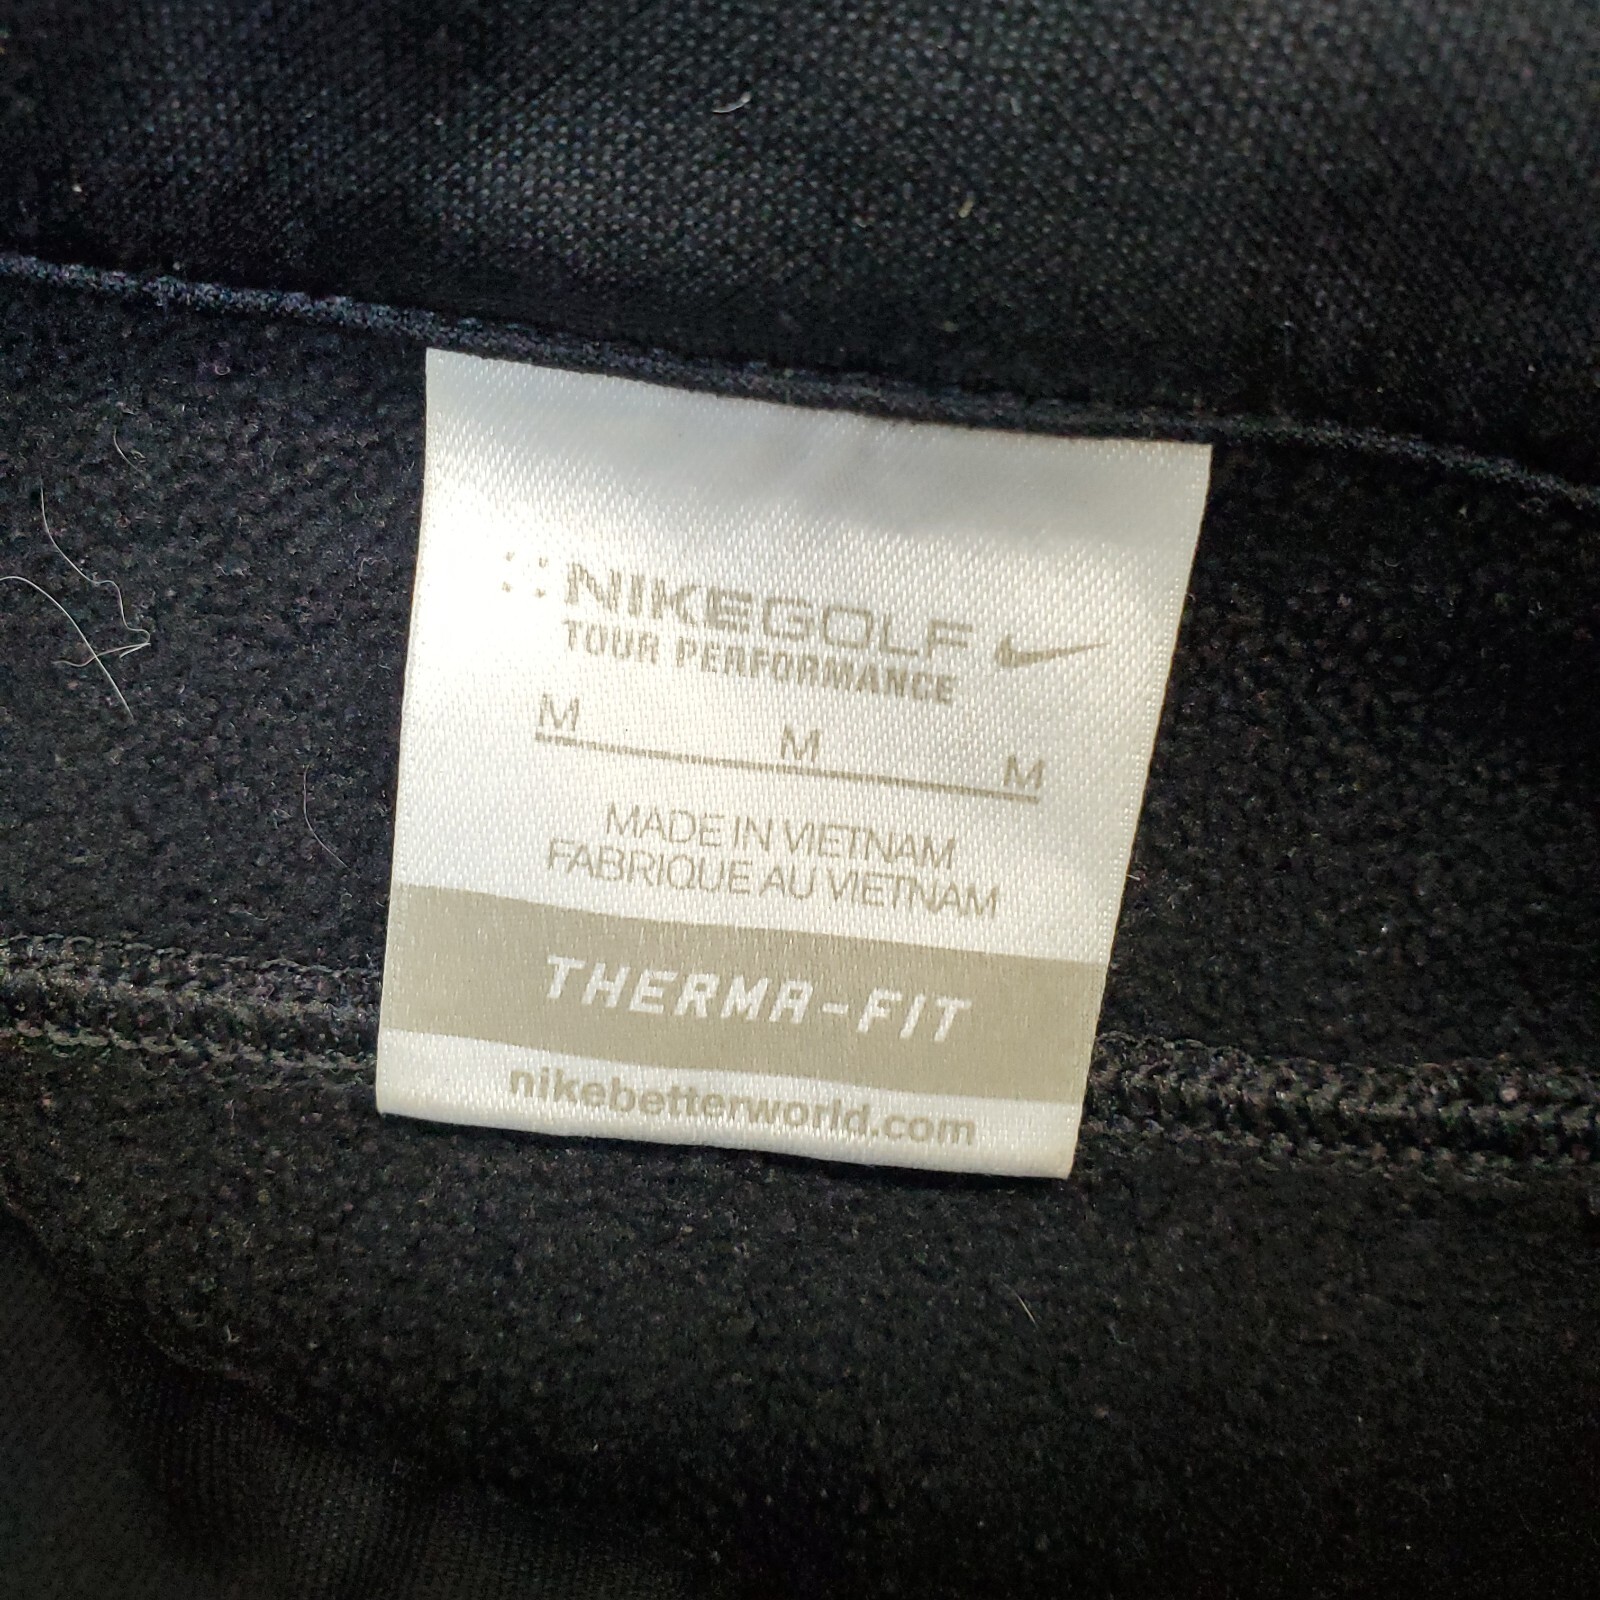 NIKEGOLF
TOUR PERFORMANCE
M M M
MADE IN VIETNAM
FABRIQUE AU VIETNAM
THERMA-FIT
nikebetterworld.com